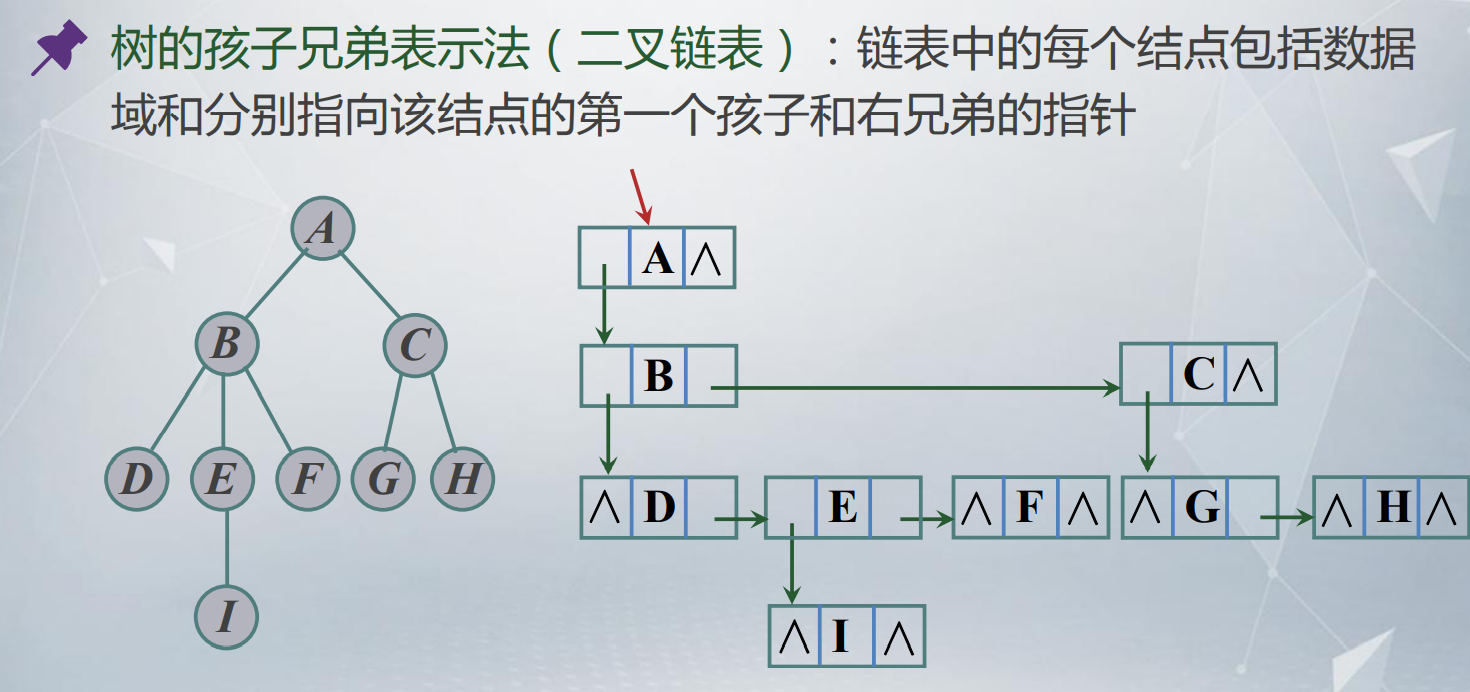 树的孩子兄弟表示法（二叉链表）：链表中的每个结点包括数据
域和分别指向该结点的第一个孩子和右兄弟的指针
A
B C
D E F G H
I
A ∧
B C ∧
∧ D E ∧ F ∧ ∧ G ∧ H ∧
∧ I ∧